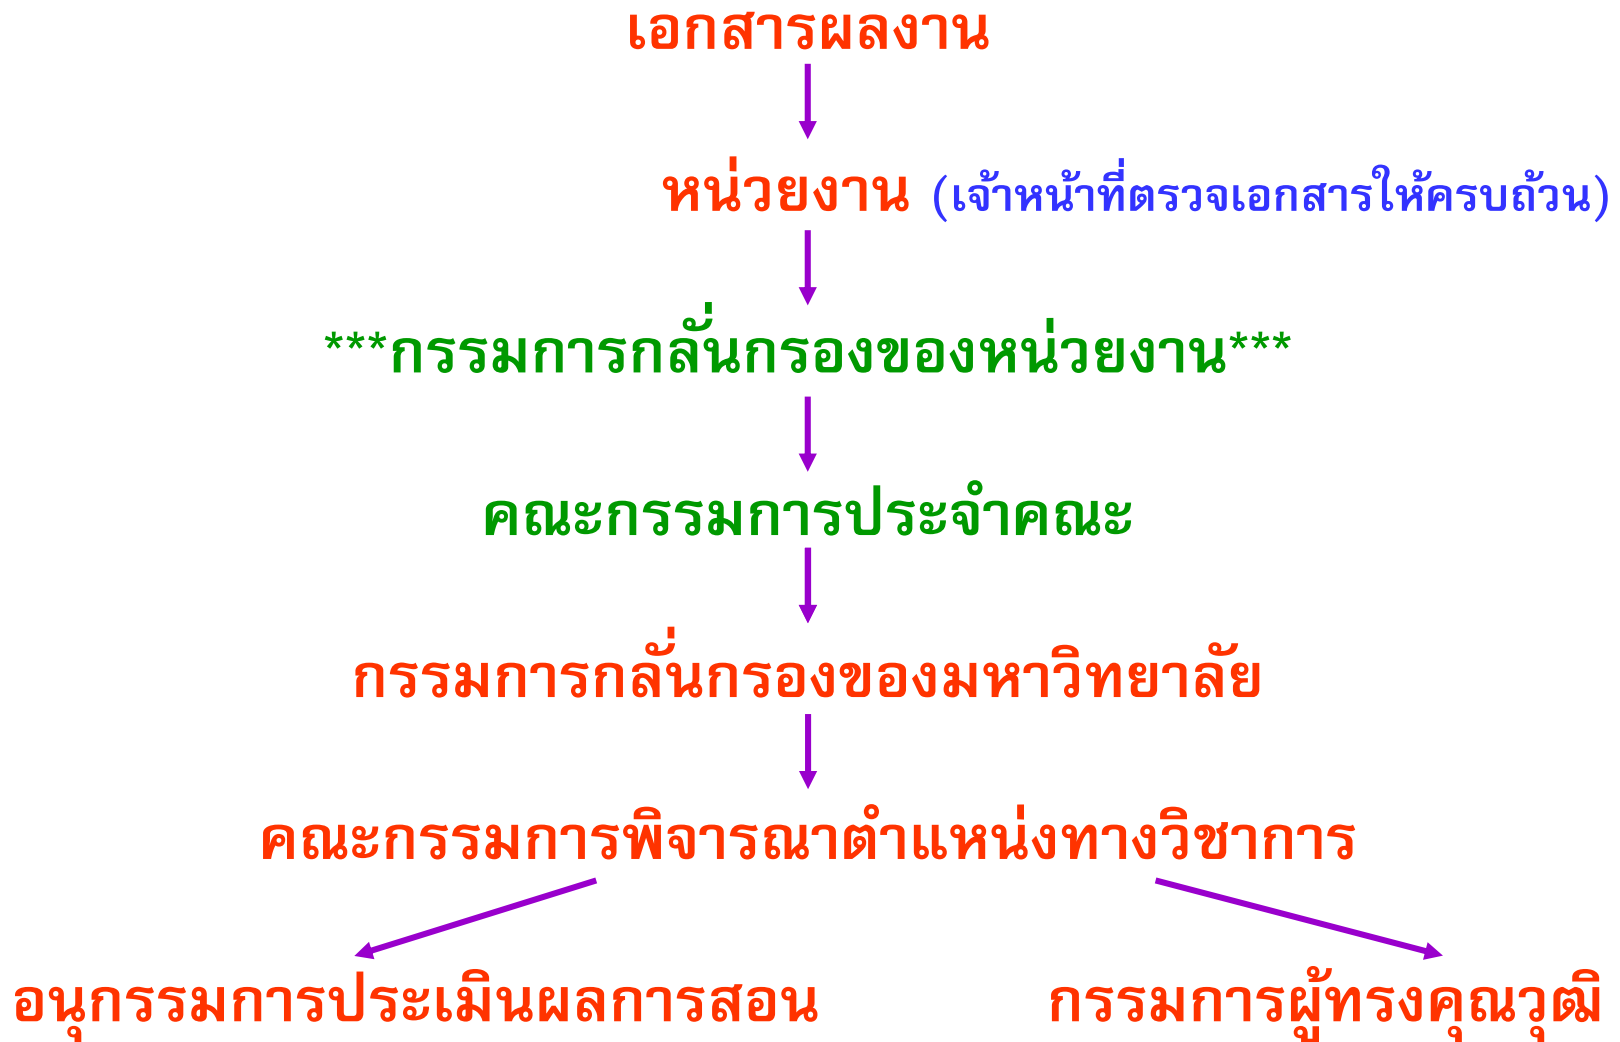 เอกสารผลงาน
หน่วยงาน (เจ้าหน้าที่ตรวจเอกสารให้ครบถ้วน)
***กรรมการกลั่นกรองของหน่วยงาน***
คณะกรรมการประจำคณะ
กรรมการกลั่นกรองของมหาวิทยาลัย
คณะกรรมการพิจารณาตำแหน่งทางวิชาการ
อนุกรรมการประเมินผลการสอน
กรรมการผู้ทรงคุณวุฒิ